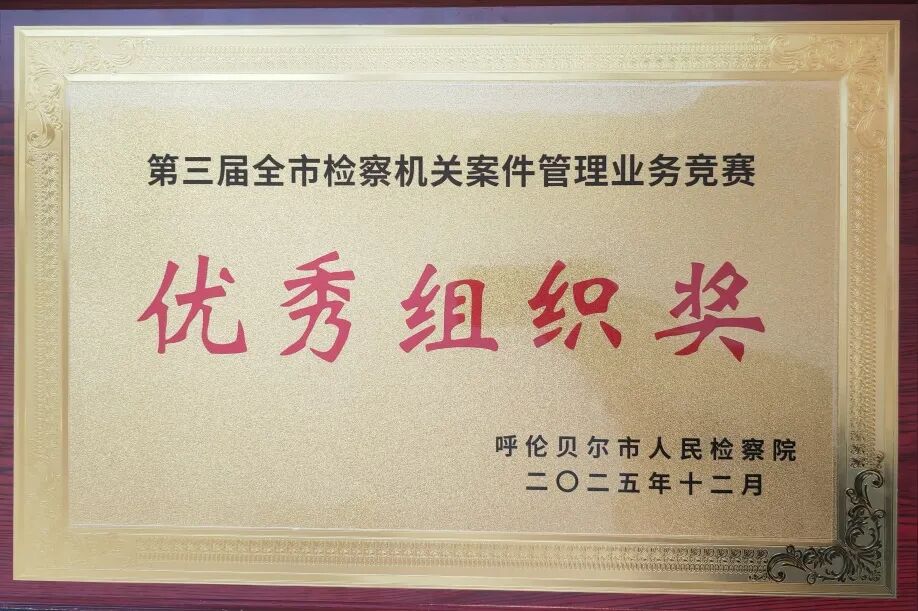 第三届全市检察机关案件管理业务竞赛
优秀组织奖
呼伦贝尔市人民检察院
二〇二五年十二月